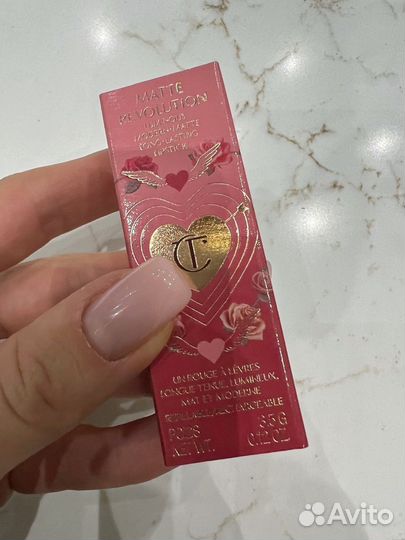 MATTE
REVOLUTION
LUMINOUS
MODERN-MATTE
LONG-LASTING
LIPSTICK
CT
UN ROUGE À LÈVRES
LONGUE TENUE, LUMINEUX,
MAT ET MODERNE
3.5 G
0.12 OZ
POIDS
NET WT.
Avito